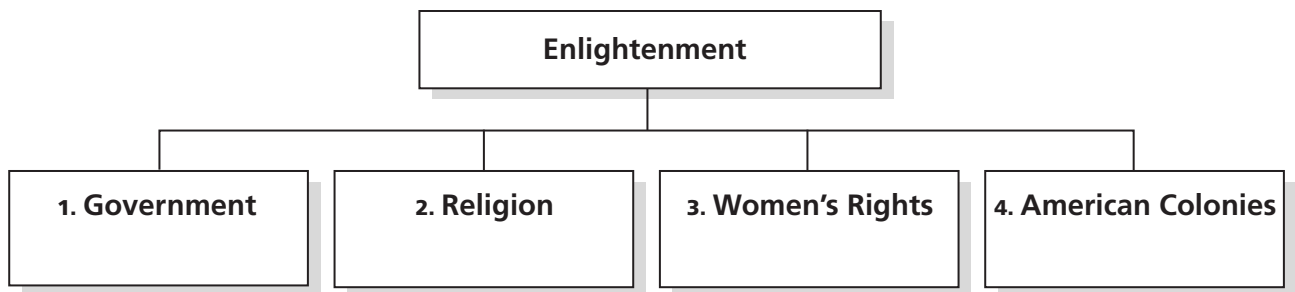 Enlightenment
1. Government
2. Religion
3. Women's Rights
4. American Colonies